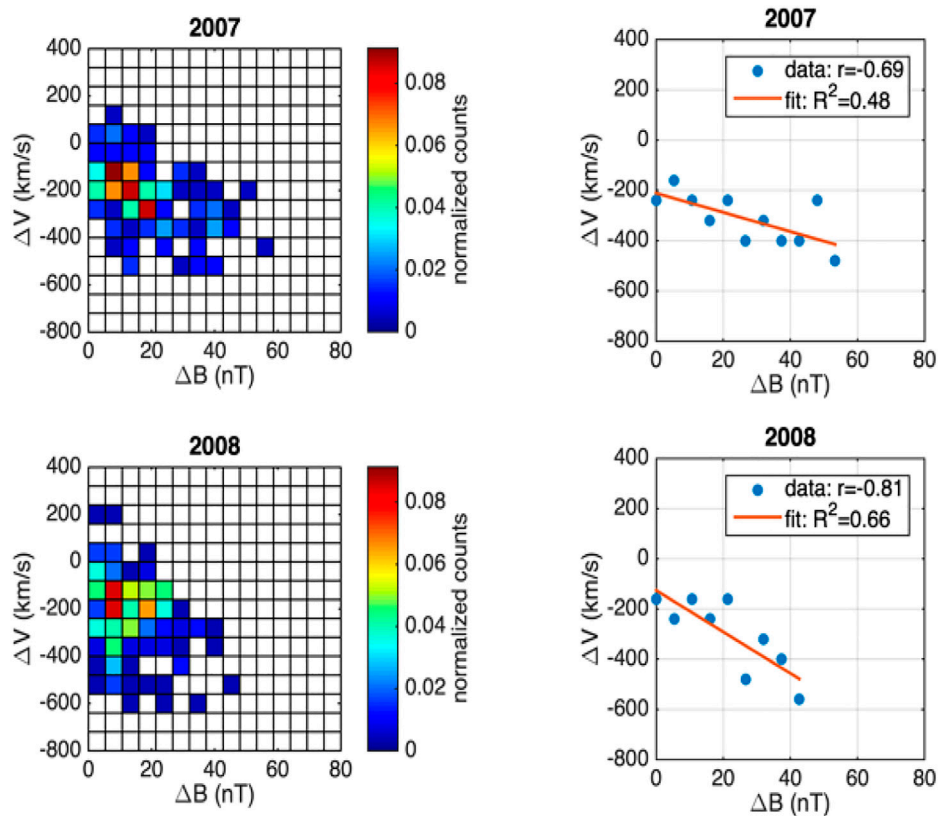 2007
400
200
0
-200
-400
-600
-800
ΔV (km/s)
0 20 40 60 80
ΔB (nT)
0.08
0.06
0.04
0.02
0
normalized counts
2007
400
200
0
-200
-400
-600
-800
ΔV (km/s)
data: r=-0.69
fit: R²=0.48
0 20 40 60 80
ΔB (nT)
2008
400
200
0
-200
-400
-600
-800
ΔV (km/s)
0 20 40 60 80
ΔB (nT)
0.08
0.06
0.04
0.02
0
normalized counts
2008
400
200
0
-200
-400
-600
-800
ΔV (km/s)
data: r=-0.81
fit: R²=0.66
0 20 40 60 80
ΔB (nT)